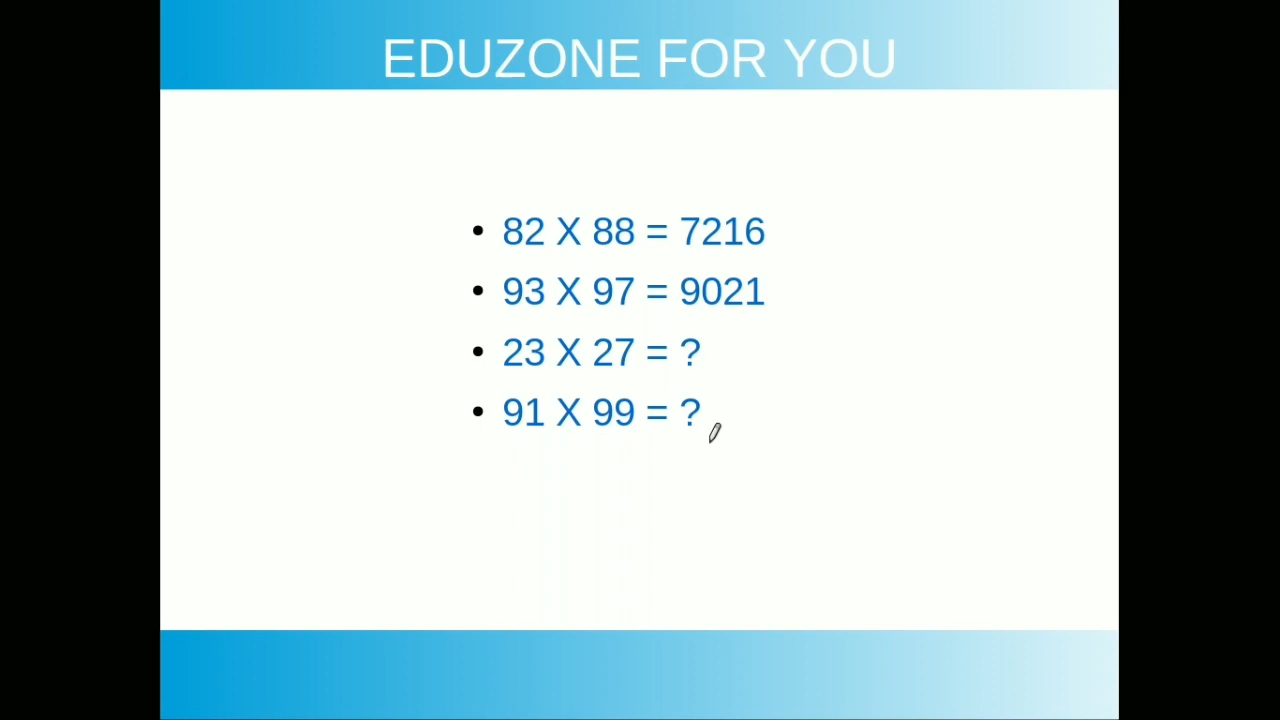 EDUZONE FOR YOU
• 82 X 88 = 7216
• 93 X 97 = 9021
• 23 X 27 = ?
• 91 X 99 = ?